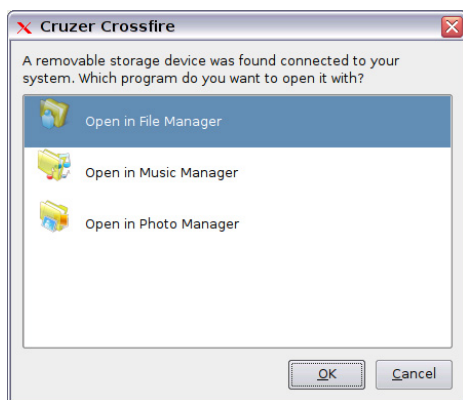 Cruzer Crossfire
A removable storage device was found connected to your
system. Which program do you want to open it with?
Open in File Manager
Open in Music Manager
Open in Photo Manager
OK
Cancel